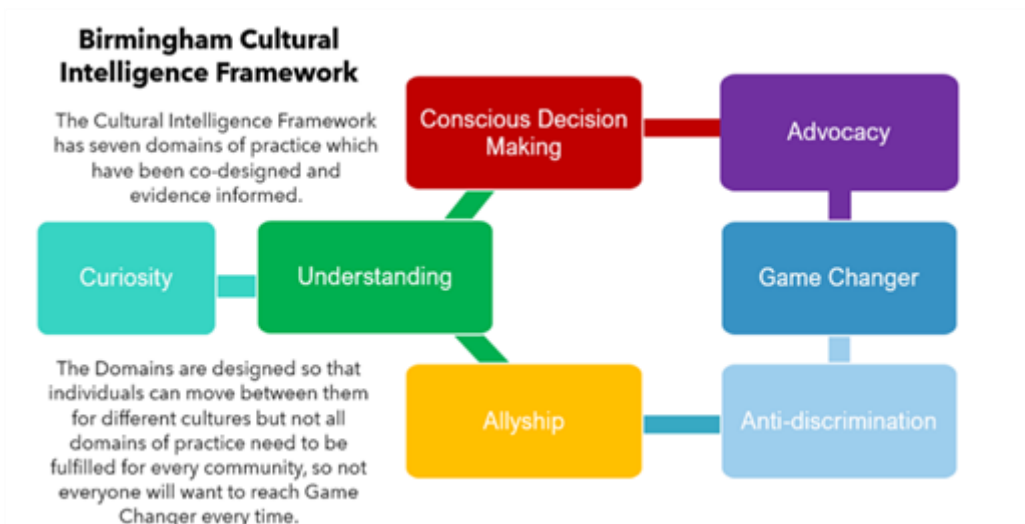 Birmingham Cultural
Intelligence Framework
The Cultural Intelligence Framework
has seven domains of practice which
have been co-designed and
evidence informed.
Conscious Decision
Making
Advocacy
Curiosity
Understanding
Game Changer
The Domains are designed so that
individuals can move between them
for different cultures but not all
domains of practice need to be
fulfilled for every community, so not
everyone will want to reach Game
Changer every time.
Allyship
Anti-discrimination